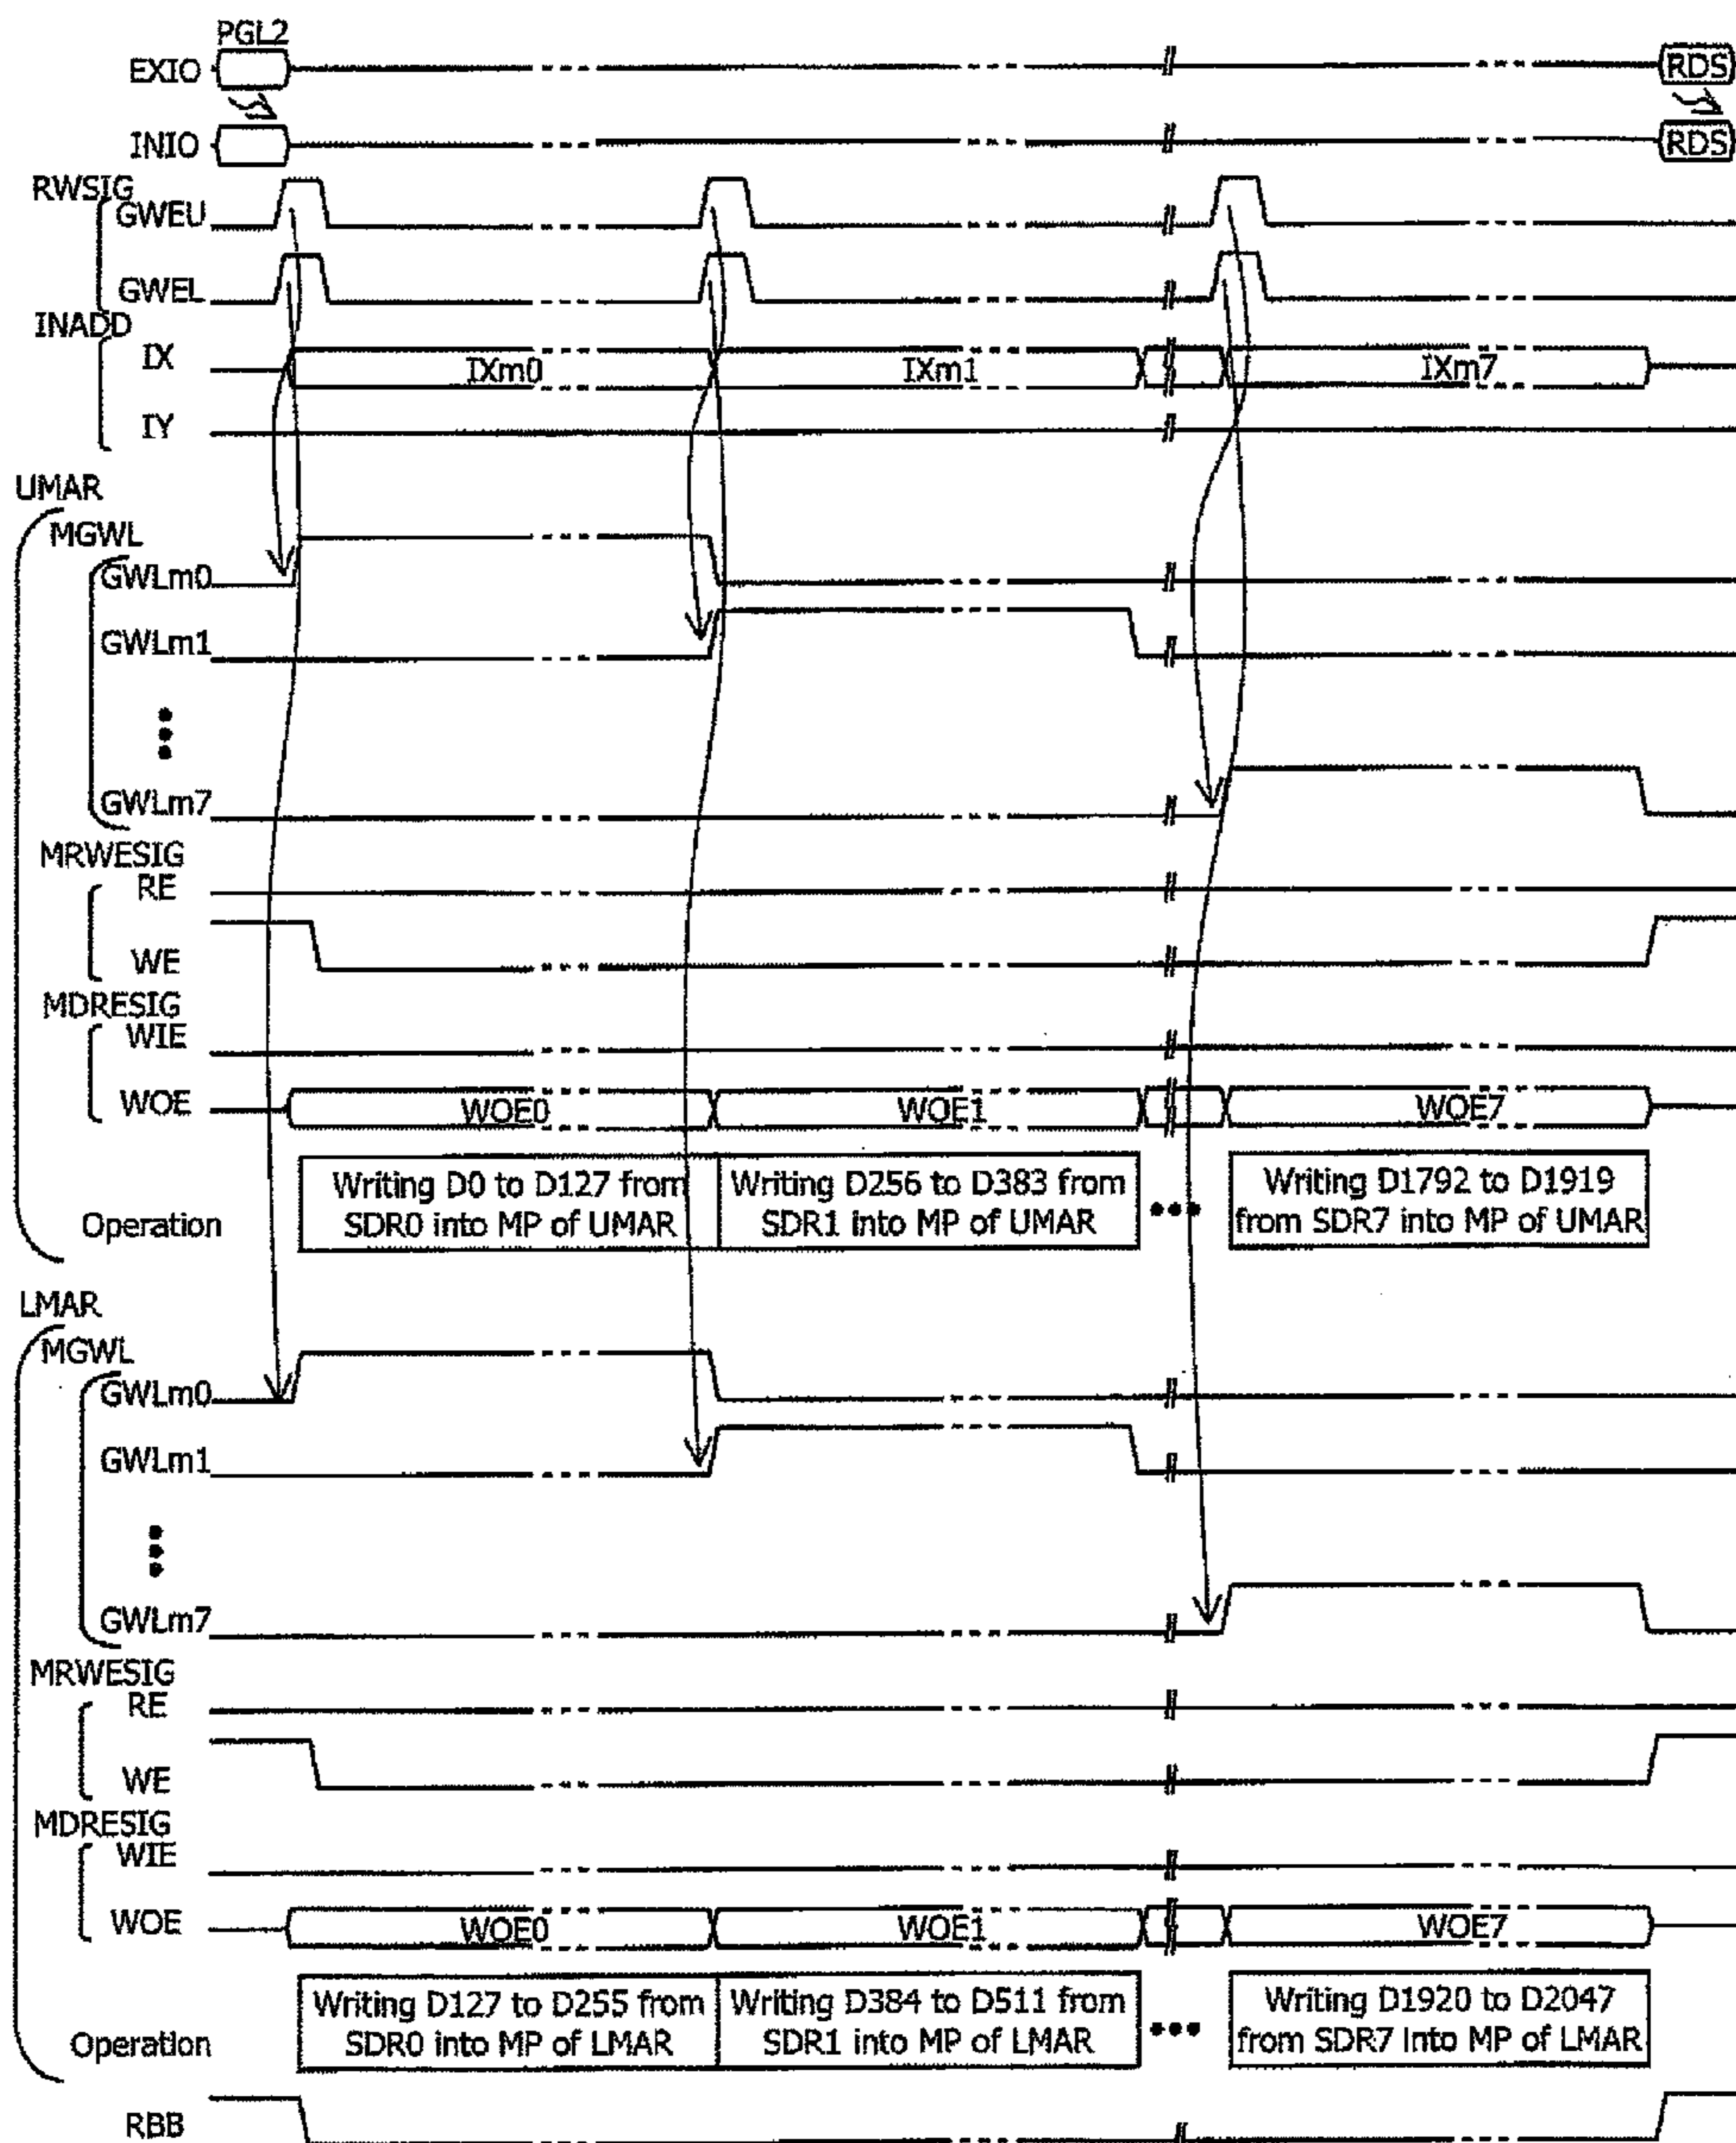 PGL2
EXIO
RDS
INIO
RDS
RWSIG
GWEU
GWEL
INADD
IX
IXm0
IXm1
IXm7
IY
UMAR
MGWL
GWLm0
GWLm1
GWLm7
MRWESIG
RE
WE
MDRESIG
WIE
WOE
WOE0
WOE1
WOE7
Operation
Writing D0 to D127 from
SDR0 into MP of UMAR
Writing D256 to D383 from
SDR1 into MP of UMAR
Writing D1792 to D1919
from SDR7 into MP of UMAR
LMAR
MGWL
GWLm0
GWLm1
GWLm7
MRWESIG
RE
WE
MDRESIG
WIE
WOE
WOE0
WOE1
WOE7
Operation
Writing D127 to D255 from
SDR0 into MP of LMAR
Writing D384 to D511 from
SDR1 into MP of LMAR
Writing D1920 to D2047
from SDR7 into MP of LMAR
RBB